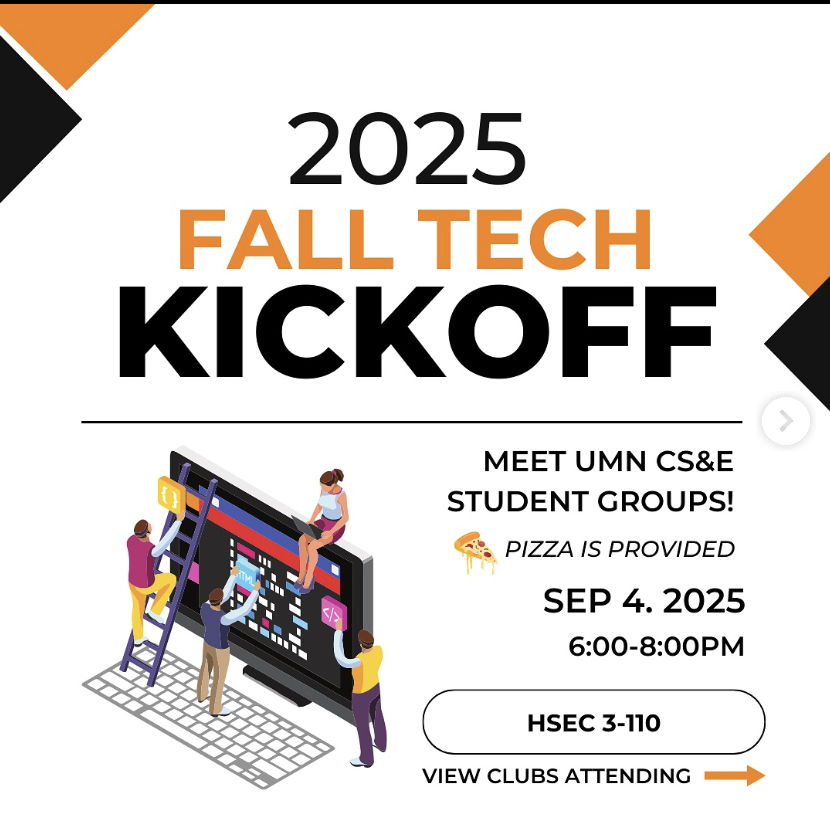 2025
FALL TECH
KICKOFF
MEET UMN CS&E
STUDENT GROUPS!
PIZZA IS PROVIDED
SEP 4. 2025
6:00-8:00PM
HSEC 3-110
VIEW CLUBS ATTENDING
{}
HTML
</>